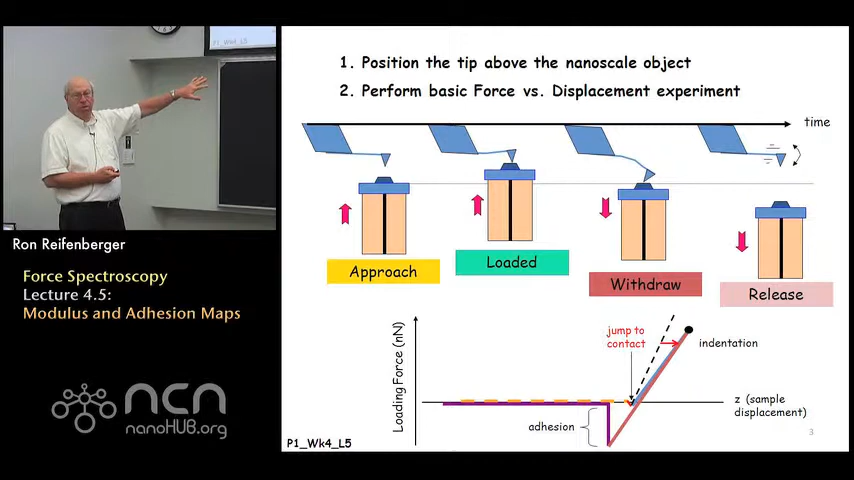 P1_Wk4_L5
1. Position the tip above the nanoscale object
2. Perform basic Force vs. Displacement experiment
time
Approach
Loaded
Withdraw
Release
Ron Reifenberger
Force Spectroscopy
Lecture 4.5:
Modulus and Adhesion Maps
ncn
nanoHUB.org
Loading Force (nN)
jump to
contact
indentation
z (sample
displacement)
adhesion
P1_Wk4_L5
3